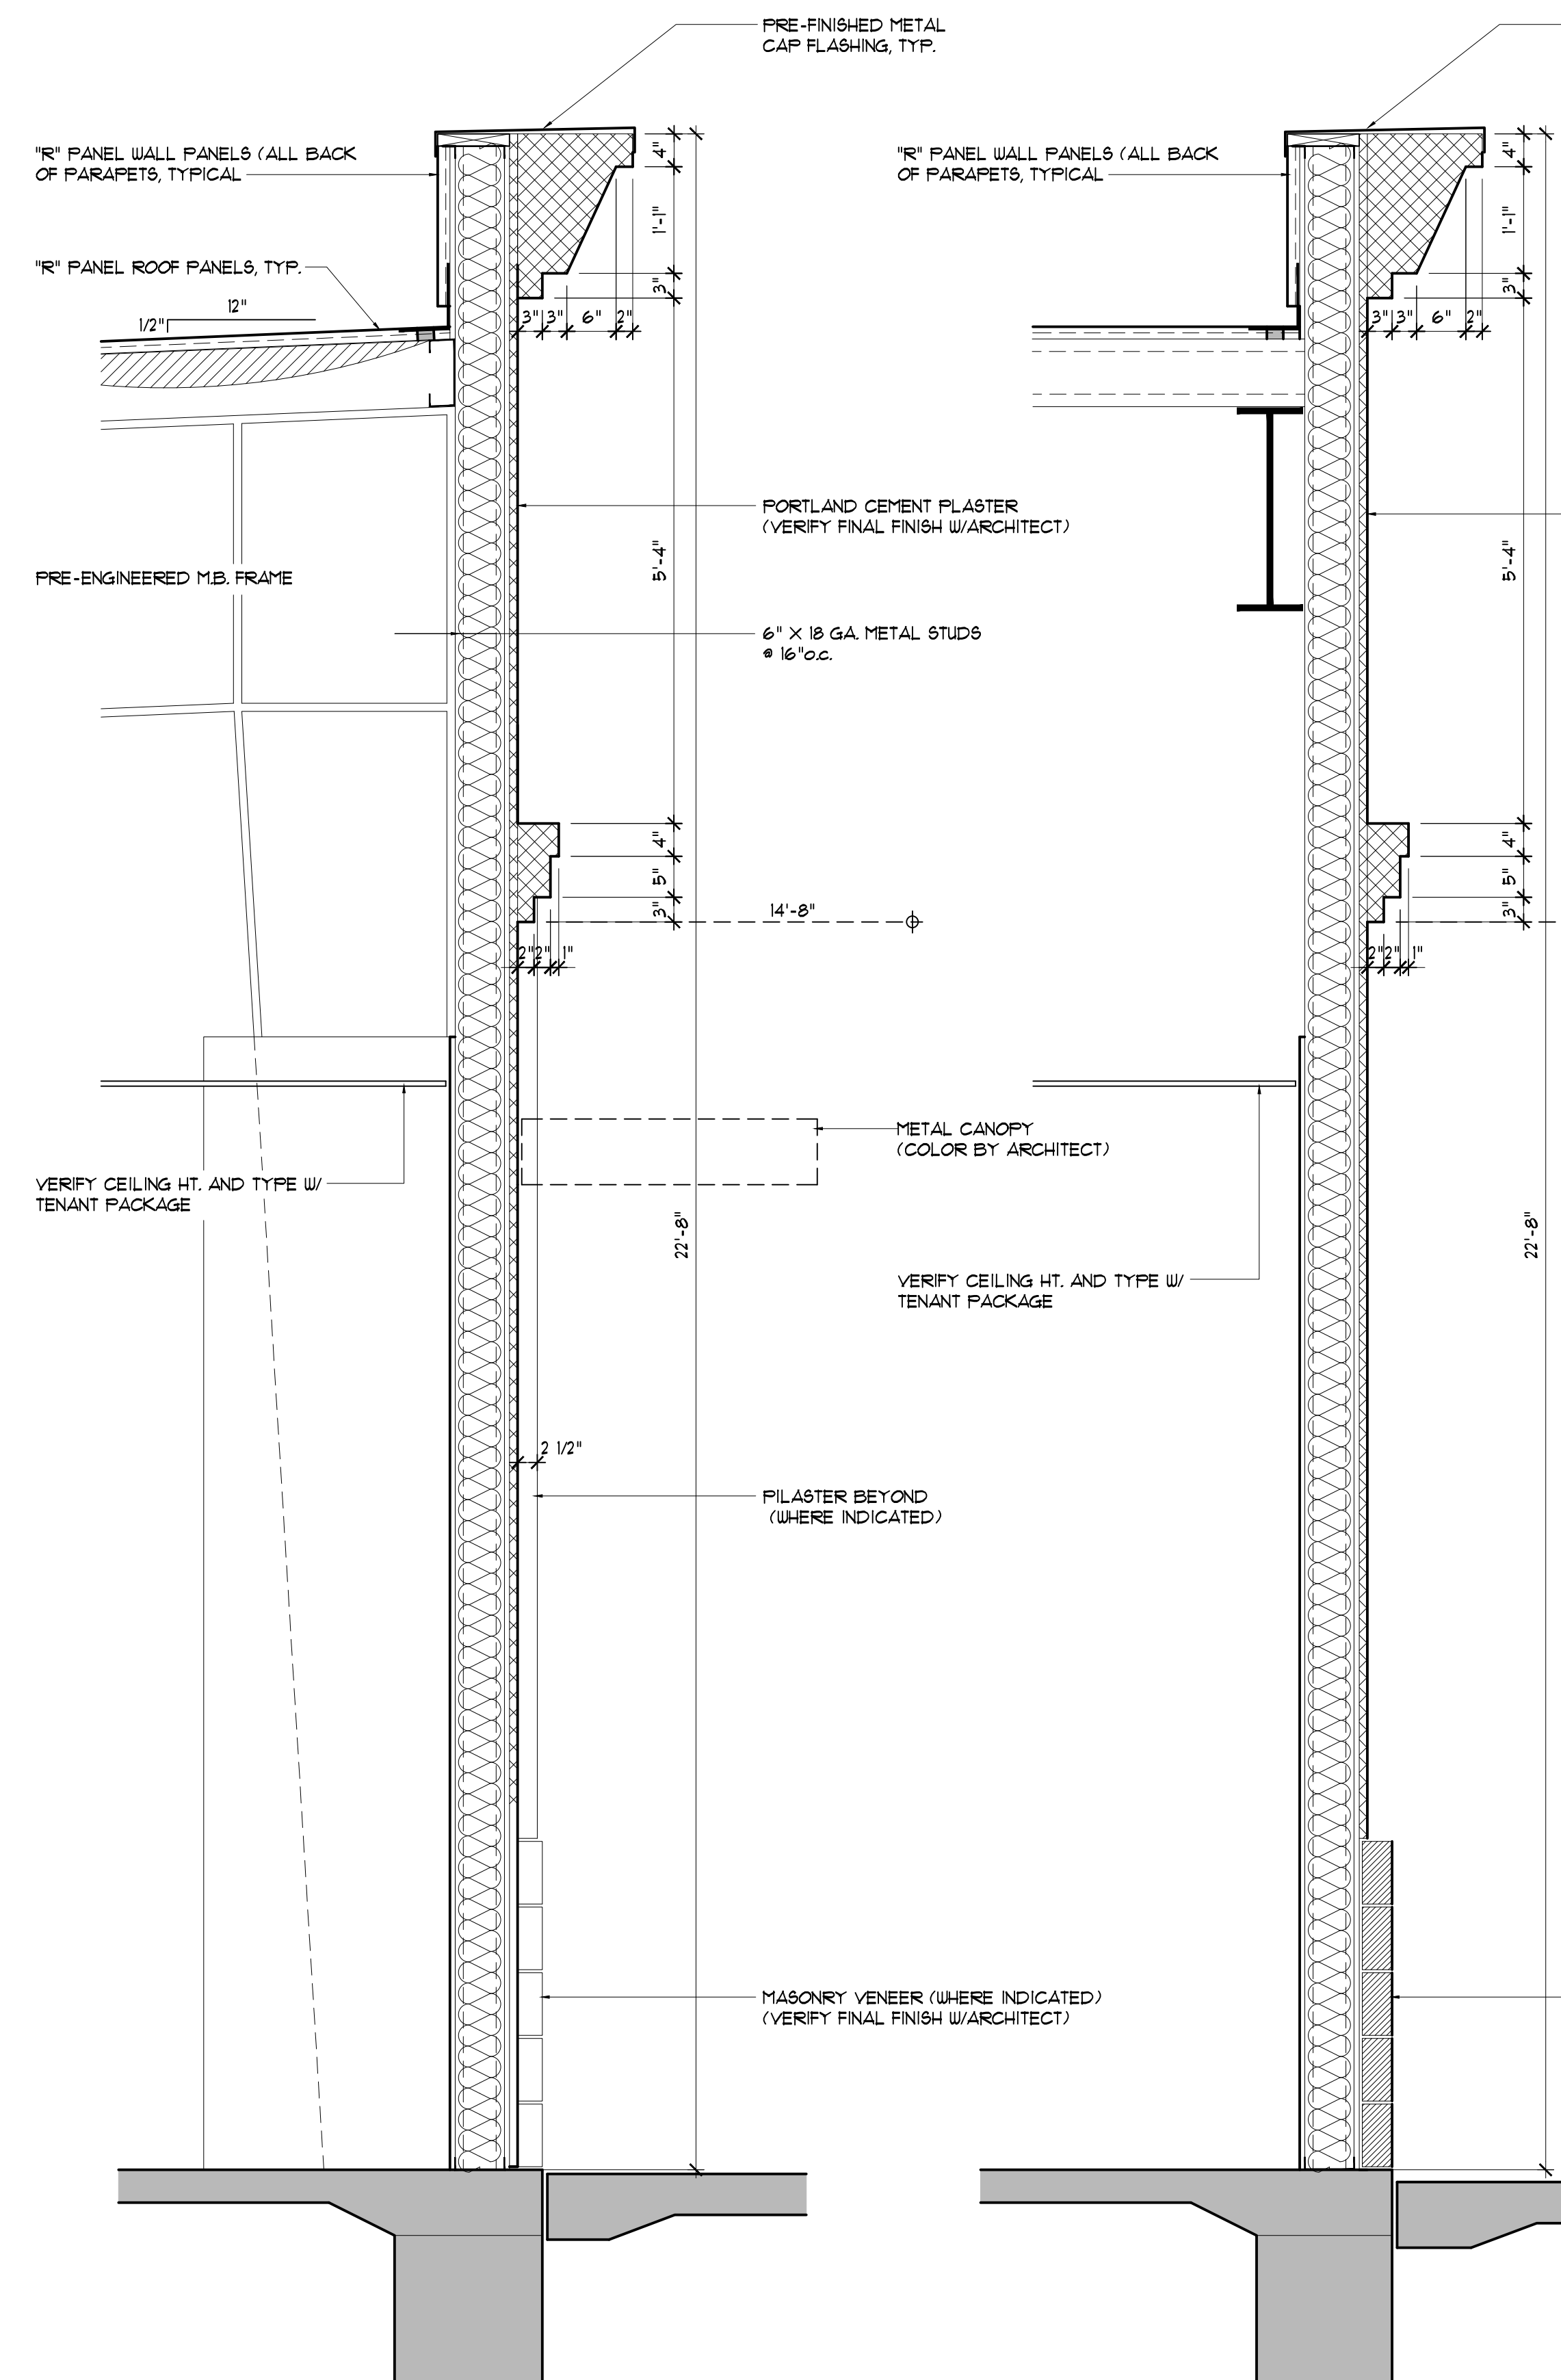 PRE-FINISHED METAL
CAP FLASHING, TYP.
"R" PANEL WALL PANELS (ALL BACK
OF PARAPETS, TYPICAL
"R" PANEL ROOF PANELS, TYP.
12"
1/2"
4"
1'-1"
3"
3"
3"
6"
2"
PORTLAND CEMENT PLASTER
(VERIFY FINAL FINISH W/ARCHITECT)
5'-4"
PRE-ENGINEERED M.B. FRAME
6" X 18 GA. METAL STUDS
@ 16"o.c.
4"
5"
3"
14'-8"
2"
2"
1"
METAL CANOPY
(COLOR BY ARCHITECT)
VERIFY CEILING HT. AND TYPE W/
TENANT PACKAGE
22'-8"
2 1/2"
PILASTER BEYOND
(WHERE INDICATED)
MASONRY VENEER (WHERE INDICATED)
(VERIFY FINAL FINISH W/ARCHITECT)
"R" PANEL WALL PANELS (ALL BACK
OF PARAPETS, TYPICAL
4"
1'-1"
3"
3"
3"
6"
2"
5'-4"
4"
5"
3"
2"
2"
1"
22'-8"
VERIFY CEILING HT. AND TYPE W/
TENANT PACKAGE